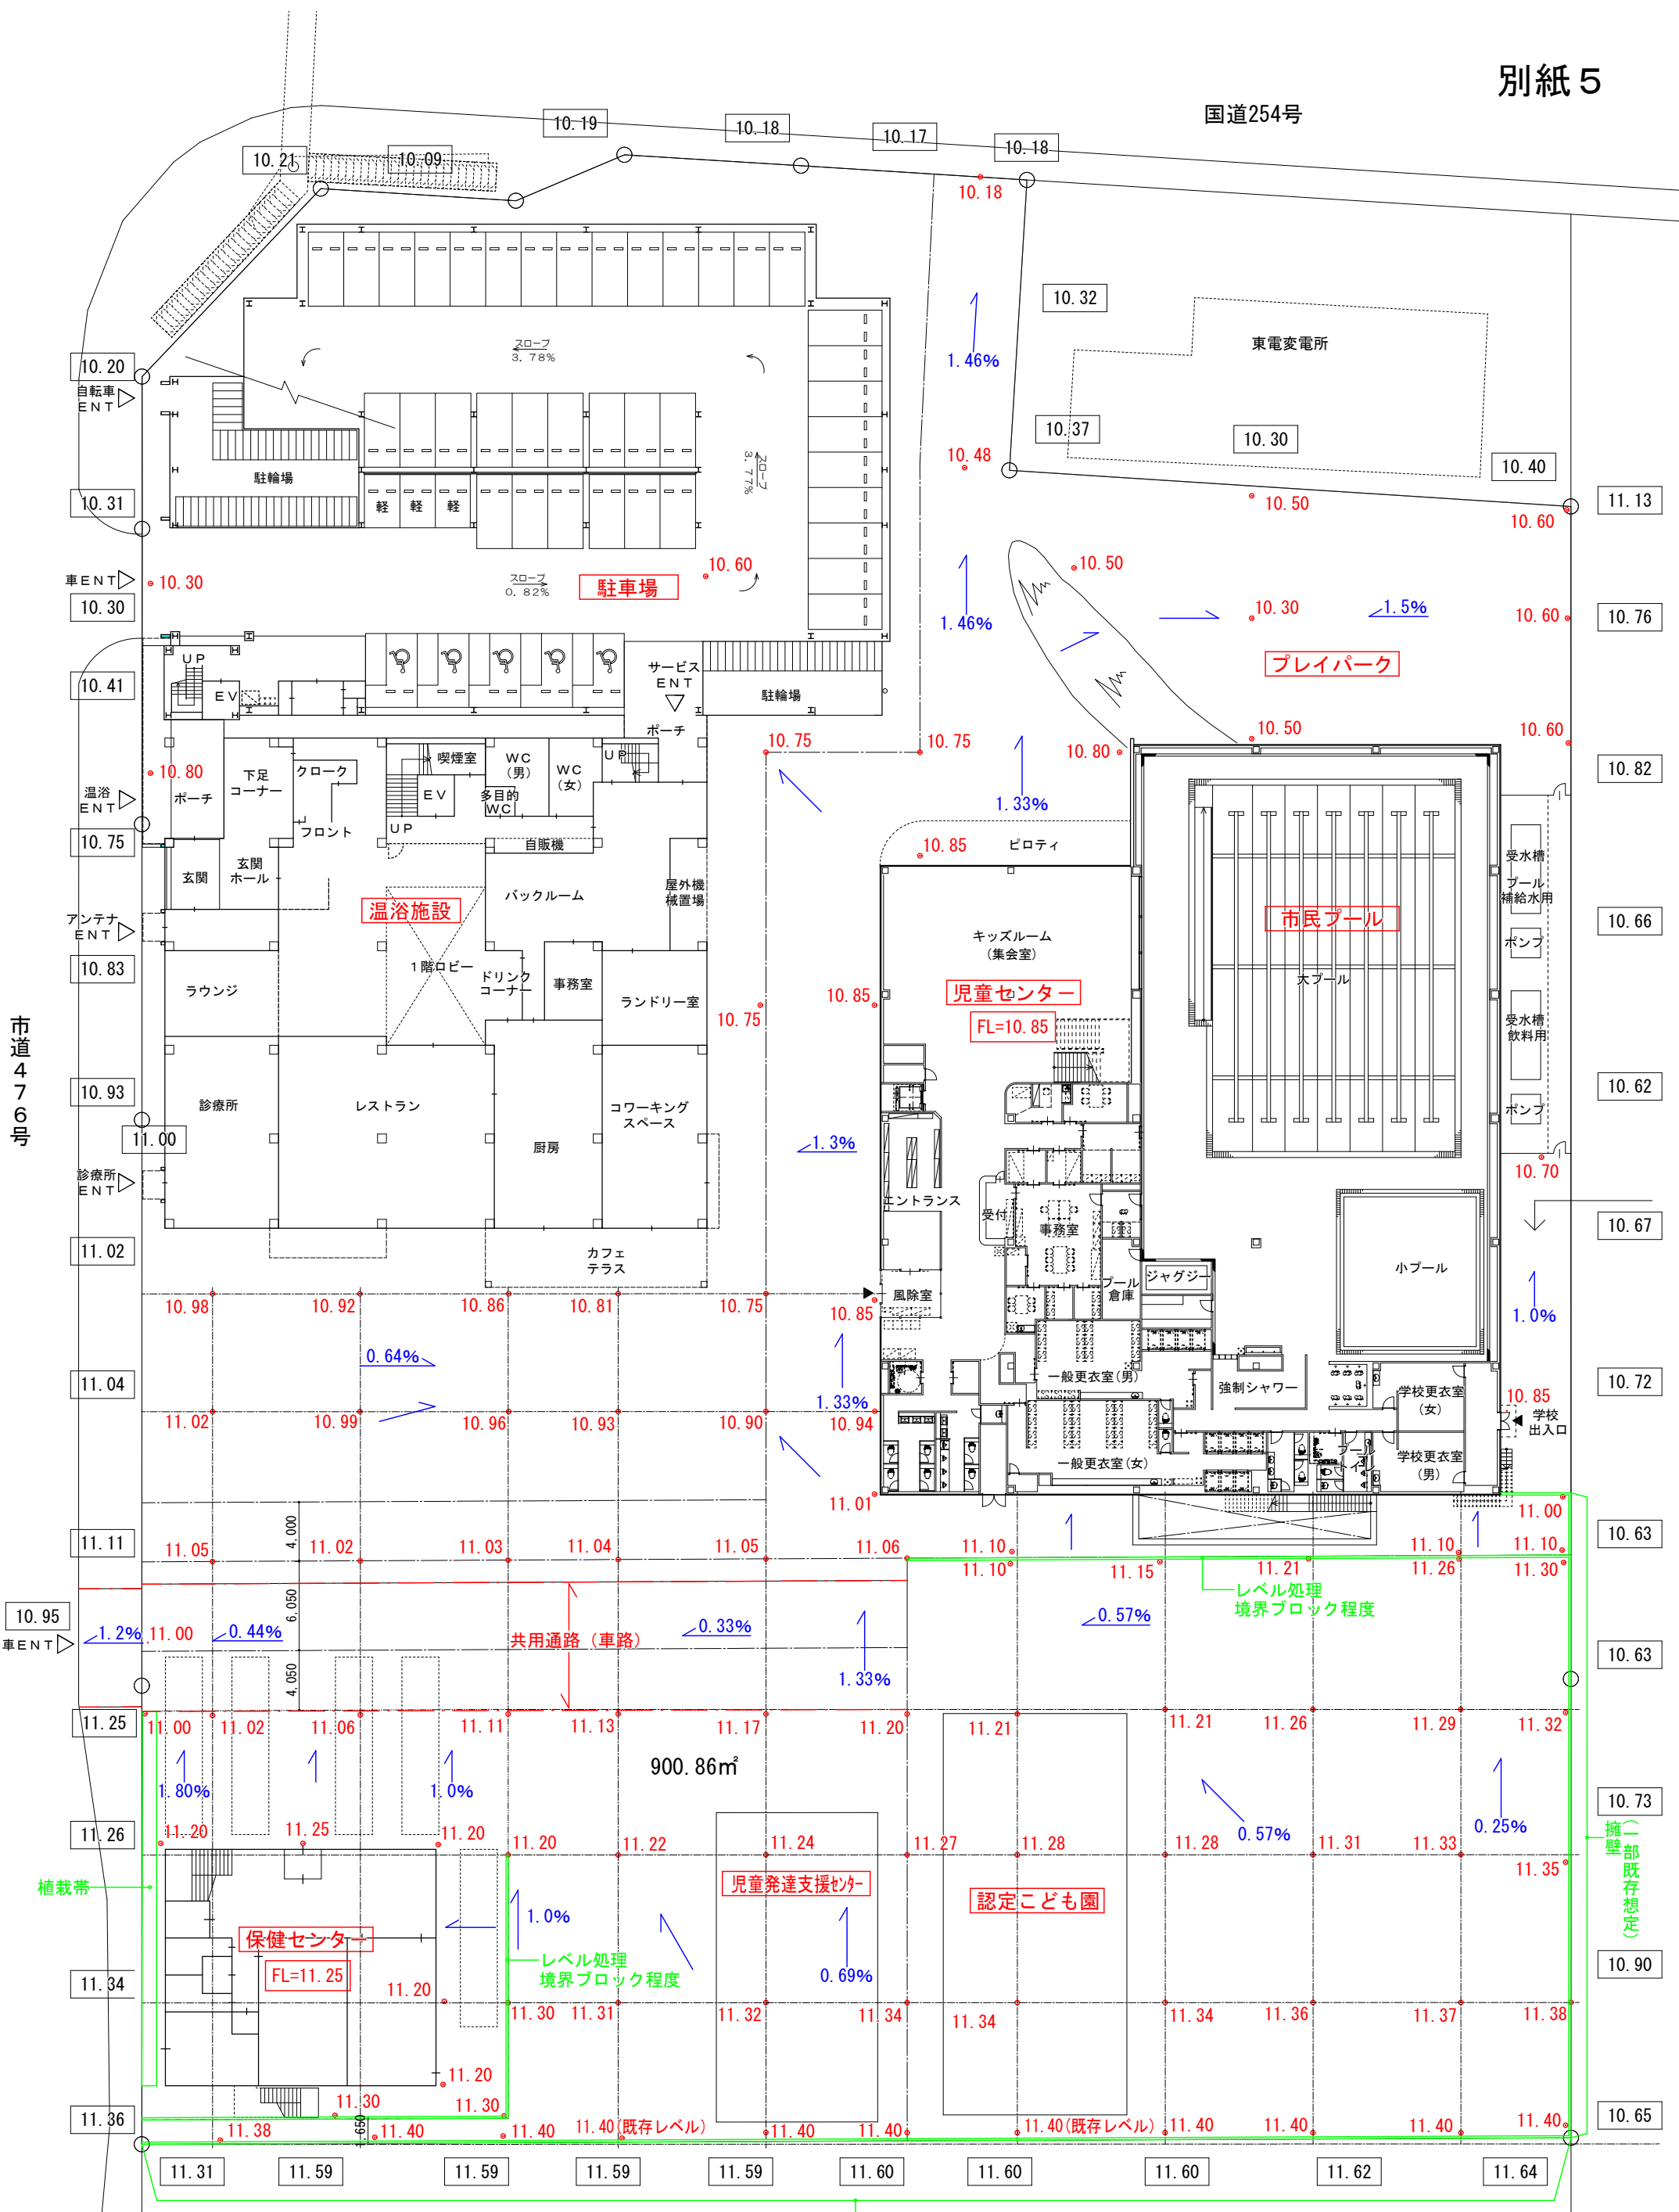 別紙５
国道254号
10.19
10.18
10.17
10.18
10.21
10.09
10.18
10.32
東電変電所
1.46%
スロープ
3.78%
10.20
自転車
ENT
10.37
10.30
10.40
10.48
スロープ
3.77%
駐輪場
軽
軽
軽
10.31
10.50
10.60
11.13
10.50
10.60
車ENT
10.30
スロープ
0.82%
駐車場
10.30
10.30
1.5%
10.60
10.76
1.46%
プレイパーク
UP
EV
サービス
ENT
駐輪場
10.41
ポーチ
10.75
10.75
10.80
10.50
10.60
喫煙室
WC
(男)
WC
(女)
UP
10.80
ポーチ
下足
コーナー
クローク
EV
多目的
WC
10.82
温浴
ENT
フロント
UP
1.33%
10.75
自販機
10.85
ピロティ
玄関
玄関
ホール
バックルーム
屋外機
械置場
受水槽
プール
補給水用
温浴施設
市民プール
10.66
アンテナ
ENT
キッズルーム
(集会室)
ポンプ
10.83
１階ロビー
ラウンジ
ドリンク
コーナー
事務室
ランドリー室
児童センター
大プール
10.75
10.85
FL=10.85
受水槽
飲料用
市道４７６号
10.93
診療所
レストラン
コワーキング
スペース
10.62
ポンプ
11.00
厨房
1.3%
10.70
診療所
ENT
エントランス
受付
事務室
10.67
11.02
カフェ
テラス
小プール
ジャグジー
プール
倉庫
風除室
10.98
10.92
10.86
10.81
10.75
10.85
1.0%
0.64%
11.04
1.33%
一般更衣室(男)
強制シャワー
学校更衣室
(女)
10.72
10.85
学校
出入口
11.02
10.99
10.96
10.93
10.90
10.94
一般更衣室(女)
プール
トイレ
学校更衣室
(男)
11.01
11.00
4,000
11.11
10.63
11.05
11.02
11.03
11.04
11.05
11.06
11.10
11.10
11.15
11.21
11.10
11.26
11.10
11.30
レベル処理
境界ブロック程度
6,050
10.95
車ENT
1.2%
11.00
0.44%
共用通路（車路）
0.33%
0.57%
10.63
4,050
1.33%
11.25
11.00
11.02
11.06
11.11
11.13
11.17
11.20
11.21
11.21
11.26
11.29
11.32
900.86㎡
1.80%
1.0%
10.73
11.26
11.20
11.25
11.20
11.20
11.22
11.24
11.27
11.28
11.28
0.57%
11.31
11.33
0.25%
11.35
擁壁（一部既存想定）
植栽帯
児童発達支援ｾﾝﾀｰ
認定こども園
1.0%
保健センター
FL=11.25
レベル処理
境界ブロック程度
0.69%
10.90
11.34
11.20
11.30
11.31
11.32
11.34
11.34
11.34
11.36
11.37
11.38
11.20
11.30
11.30
11.36
650
11.38
11.40
11.40
11.40(既存レベル)
11.40
11.40
11.40(既存レベル)
11.40
11.40
11.40
11.40
10.65
11.31
11.59
11.59
11.59
11.59
11.60
11.60
11.60
11.62
11.64